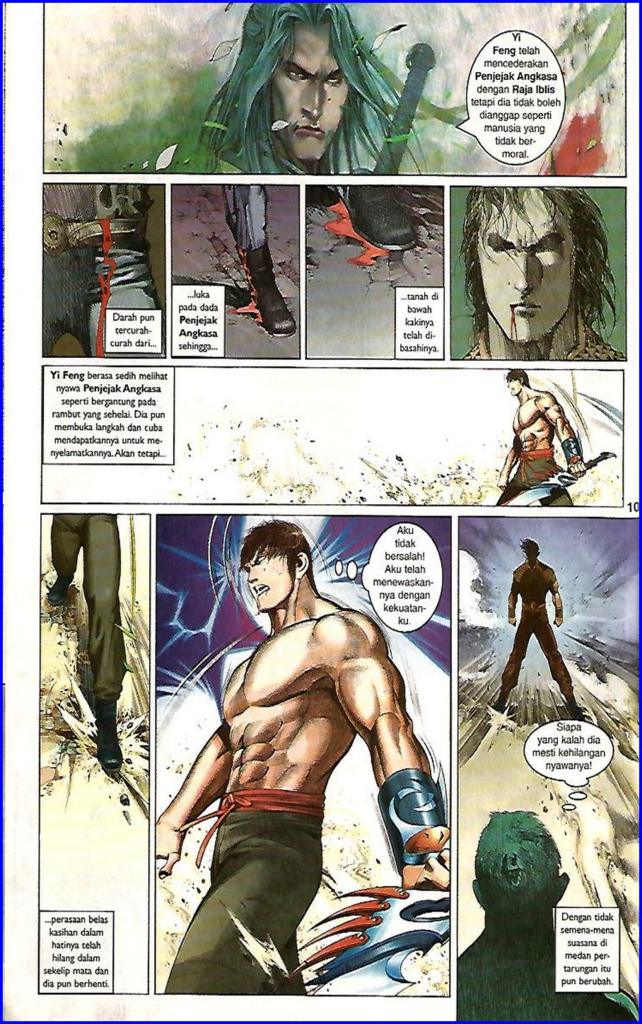 Yi
Feng telah
mencederakan
Penjejak Angkasa
dengan Raja Iblis
tetapi dia tidak boleh
dianggap seperti
manusia yang
tidak ber-
moral.
Darah pun
tercurah-
curah dari...
...luka
pada dada
Penjejak
Angkasa
sehingga...
...tanah di
bawah
kakinya
telah di-
basahinya.
Yi Feng berasa sedih melihat
nyawa Penjejak Angkasa
seperti bergantung pada
rambut yang sehelai. Dia pun
membuka langkah dan cuba
mendapatkannya untuk me-
nyelamatkannya. Akan tetapi...
10
...perasaan belas
kasihan dalam
hatinya telah
hilang dalam
sekelip mata dan
dia pun berhenti.
Aku
tidak
bersalah!
Aku telah
menewaskan-
nya dengan
kekuatan-
ku.
Siapa
yang kalah dia
mesti kehilangan
nyawanya!
Dengan tidak
semena-mena
suasana di
medan per-
tarungan itu
pun berubah.